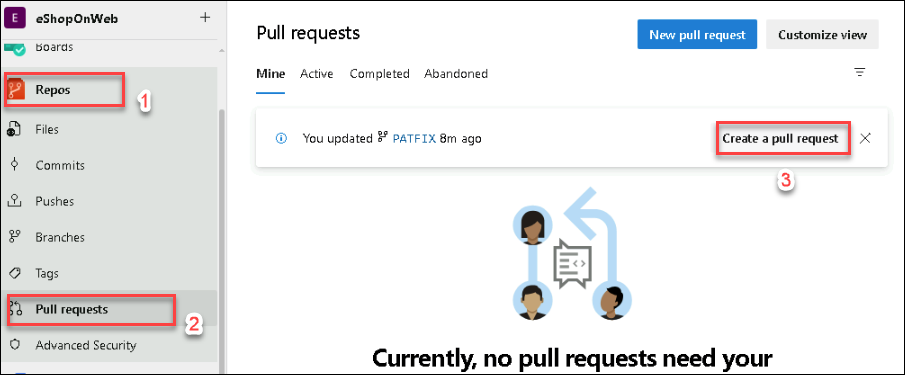 E eShopOnWeb +
Boards
Repos
1
Files
Commits
Pushes
Branches
Tags
Pull requests
2
Advanced Security
Pull requests
New pull request
Customize view
Mine Active Completed Abandoned
You updated PATFIX 8m ago
Create a pull request
3
Currently, no pull requests need your